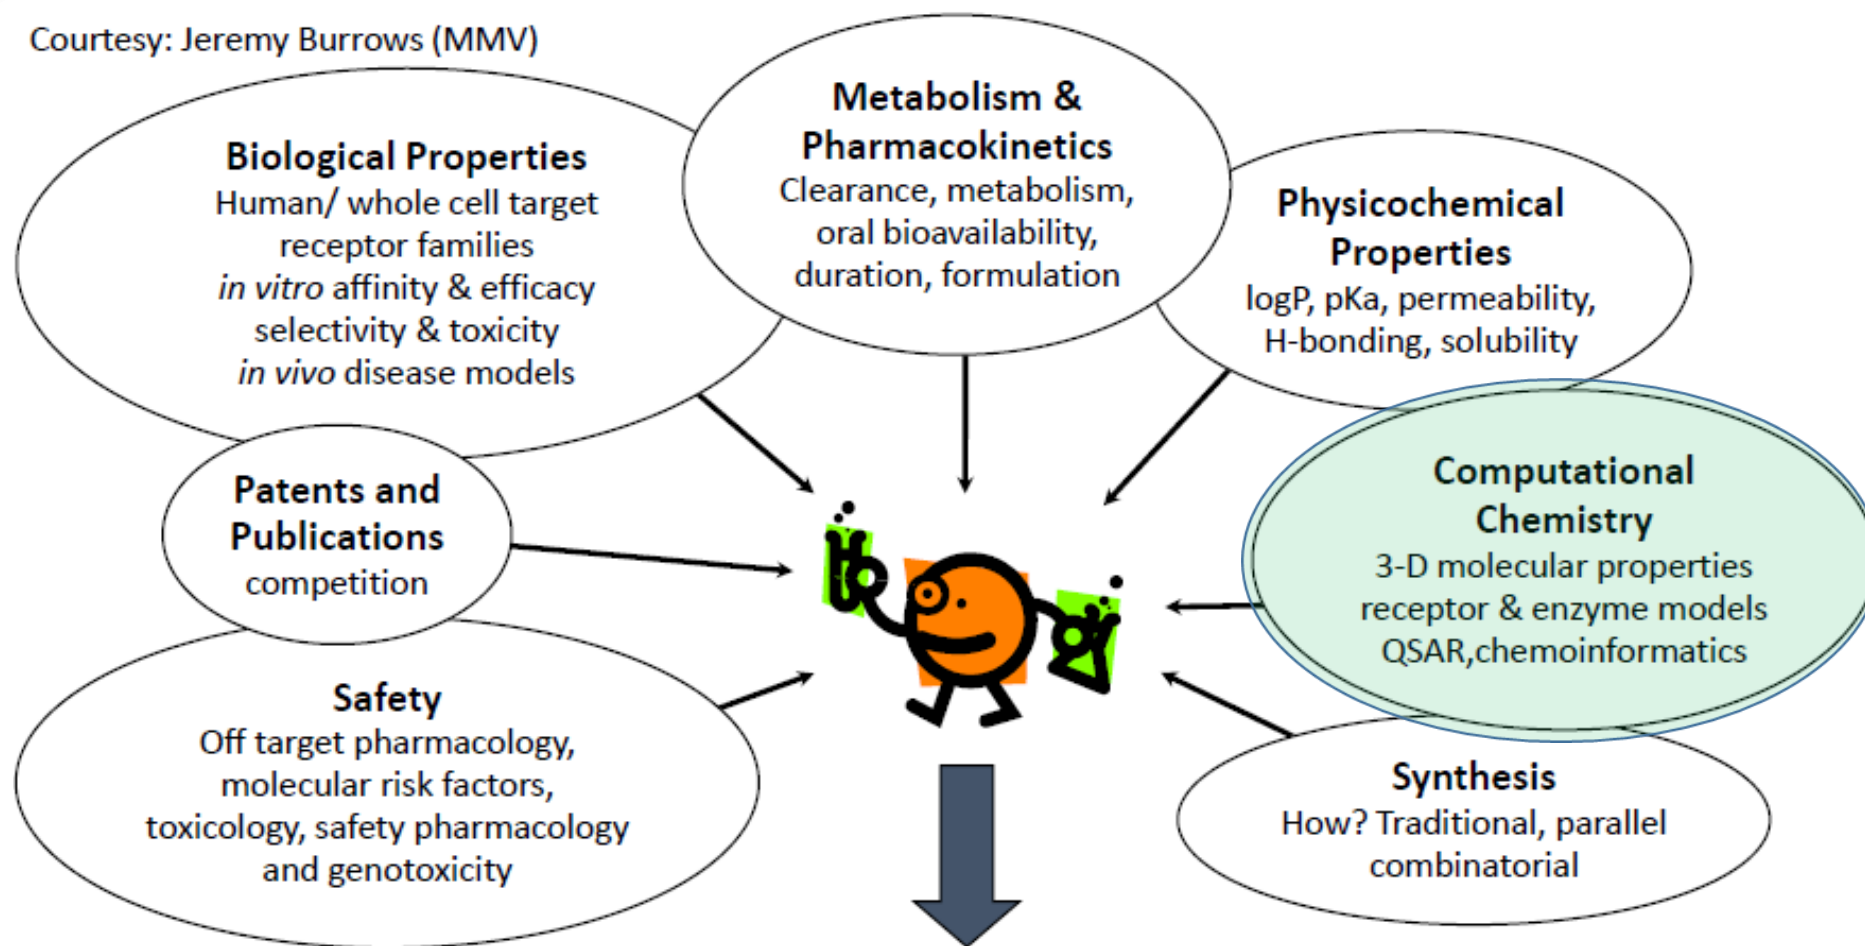 Courtesy: Jeremy Burrows (MMV)
Biological Properties
Human/ whole cell target
receptor families
in vitro affinity & efficacy
selectivity & toxicity
in vivo disease models
Metabolism &
Pharmacokinetics
Clearance, metabolism,
oral bioavailability,
duration, formulation
Physicochemical
Properties
logP, pKa, permeability,
H-bonding, solubility
Patents and
Publications
competition
Computational
Chemistry
3-D molecular properties
receptor & enzyme models
QSAR,chemoinformatics
Safety
Off target pharmacology,
molecular risk factors,
toxicology, safety pharmacology
and genotoxicity
Synthesis
How? Traditional, parallel
combinatorial